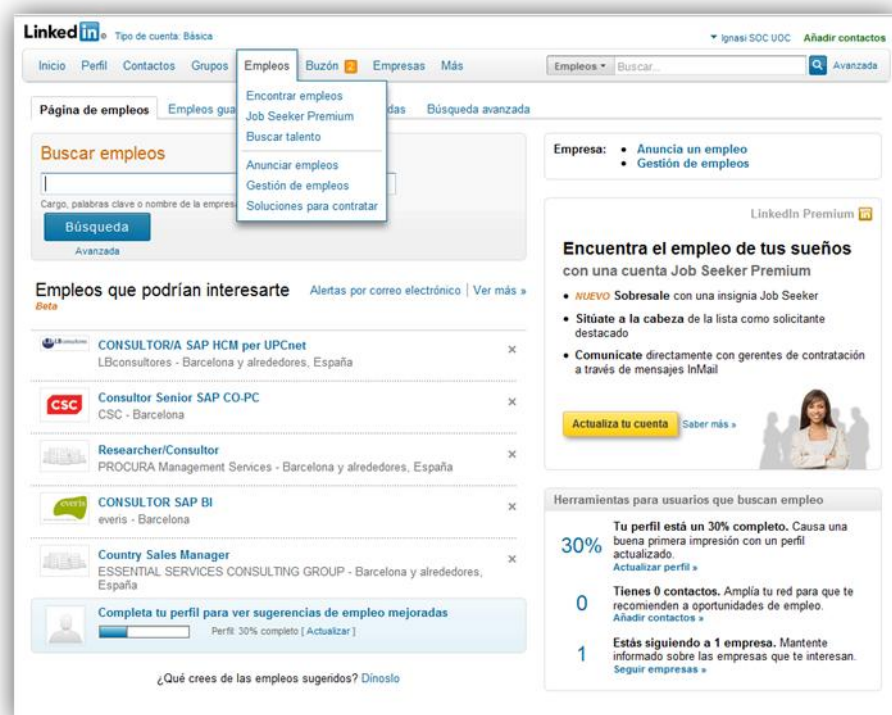 Linked in
Tipo de cuenta: Básica
Ignasi SOC UOC Añadir contactos
Inicio Perfil Contactos Grupos Empleos Buzón 2 Empresas Más
Empleos Buscar... Avanzada
Encontrar empleos
Job Seeker Premium
Buscar talento
Anunciar empleos
Gestión de empleos
Soluciones para contratar
Página de empleos Empleos gua das Búsqueda avanzada
Buscar empleos
Cargo, palabras clave o nombre de la empresa
Búsqueda
Avanzada
Empleos que podrían interesarte Alertas por correo electrónico | Ver más »
Beta
LBconsultores
CONSULTOR/A SAP HCM per UPCnet
LBconsultores - Barcelona y alrededores, España
CSC
Consultor Senior SAP CO-PC
CSC - Barcelona
Researcher/Consultor
PROCURA Management Services - Barcelona y alrededores, España
everis
CONSULTOR SAP BI
everis - Barcelona
Country Sales Manager
ESSENTIAL SERVICES CONSULTING GROUP - Barcelona y alrededores,
España
Completa tu perfil para ver sugerencias de empleo mejoradas
Perfil: 30% completo [ Actualizar ]
¿Qué crees de las empleos sugeridos? Dínoslo
Empresa: • Anuncia un empleo
• Gestión de empleos
LinkedIn Premium in
Encuentra el empleo de tus sueños
con una cuenta Job Seeker Premium
• NUEVO Sobresale con una insignia Job Seeker
• Sitúate a la cabeza de la lista como solicitante
destacado
• Comunícate directamente con gerentes de contratación
a través de mensajes InMail
Actualiza tu cuenta Saber más »
Herramientas para usuarios que buscan empleo
30%
Tu perfil está un 30% completo. Causa una
buena primera impresión con un perfil
actualizado.
Actualizar perfil »
0
Tienes 0 contactos. Amplía tu red para que te
recomienden a oportunidades de empleo.
Añadir contactos »
1
Estás siguiendo a 1 empresa. Mantente
informado sobre las empresas que te interesan.
Seguir empresas »